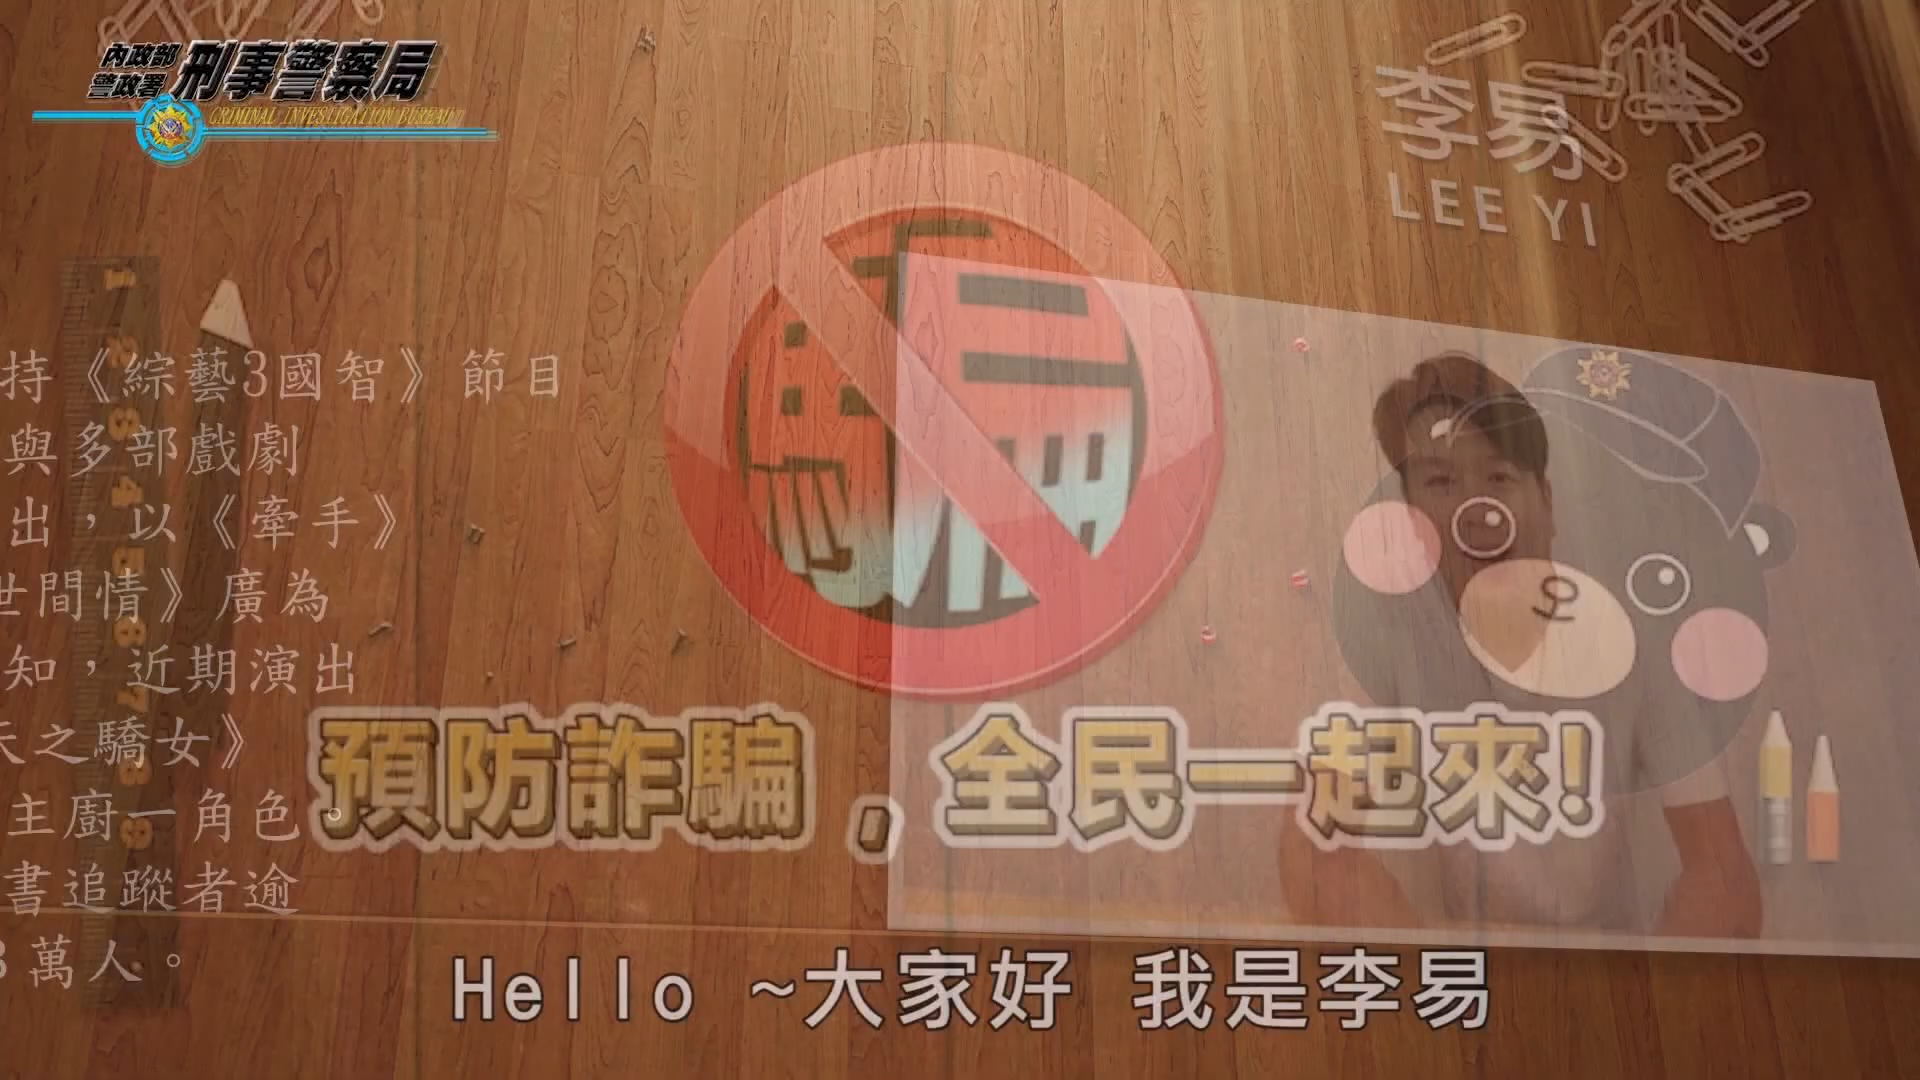 內政部
警政署
刑事警察局
CRIMINAL INVESTIGATION BUREAU
李易
LEE YI
騙
持《綜藝3國智》節目
與多部戲劇
出，以《牽手》
世間情》廣為
知，近期演出
天之驕女》
主廚一角色。
書追蹤者逾
3萬人。
預防詐騙，全民一起來!
Hello ~大家好 我是李易